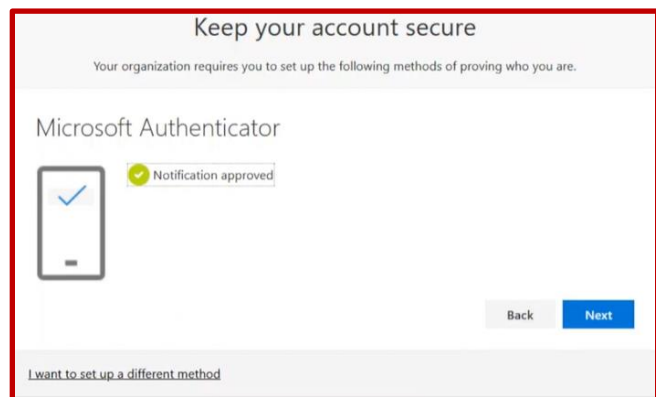 Keep your account secure
Your organization requires you to set up the following methods of proving who you are.
Microsoft Authenticator
Notification approved
Back
Next
I want to set up a different method